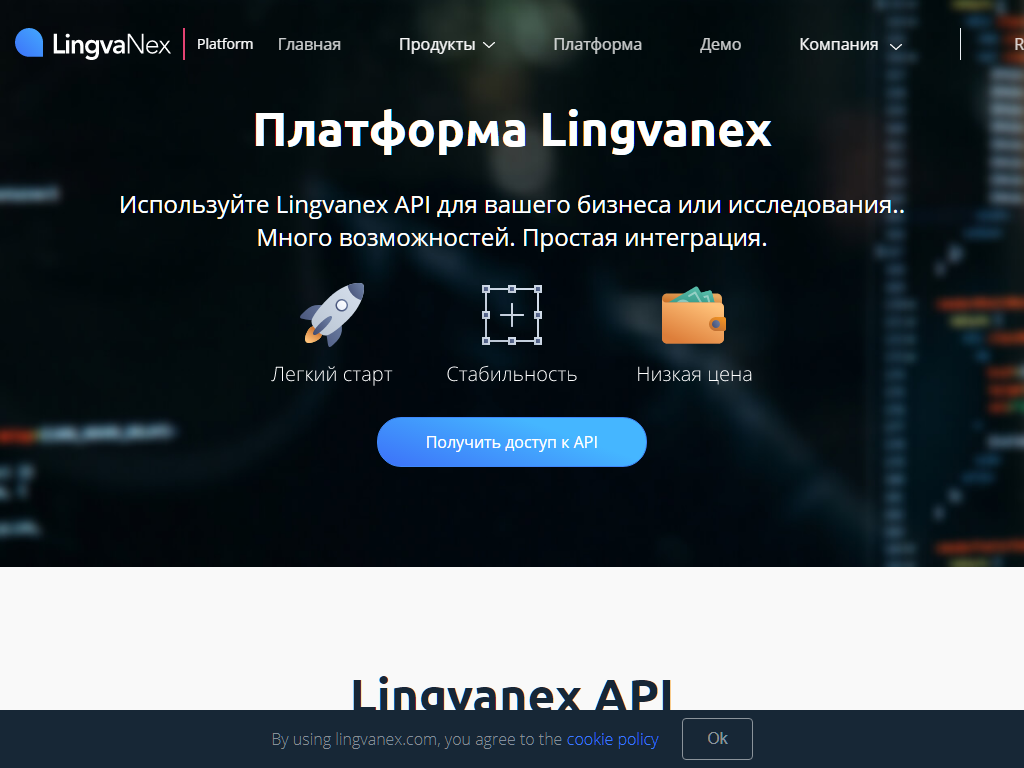 LingvaNex Platform Главная Продукты Платформа Демо Компания R
Платформа Lingvanex
Используйте Lingvanex API для вашего бизнеса или исследования..
Много возможностей. Простая интеграция.
Легкий старт Стабильность Низкая цена
Получить доступ к API
Lingvanex API
By using lingvanex.com, you agree to the cookie policy Ok